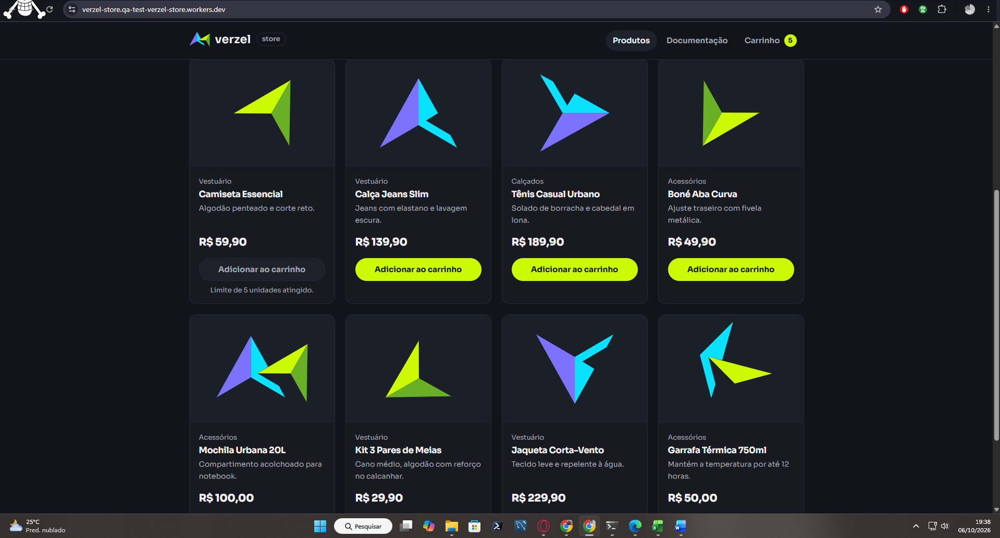 verzel-store.qa-test-verzel-store.workers.dev
verzel store
Produtos Documentação Carrinho 5
Vestuário
Camiseta Essencial
Algodão penteado e corte reto.
R$ 59,90
Adicionar ao carrinho
Limite de 5 unidades atingido.
Vestuário
Calça Jeans Slim
Jeans com elastano e lavagem
escura.
R$ 139,90
Adicionar ao carrinho
Calçados
Tênis Casual Urbano
Solado de borracha e cabedal em
lona.
R$ 189,90
Adicionar ao carrinho
Acessórios
Boné Aba Curva
Ajuste traseiro com fivela
metálica.
R$ 49,90
Adicionar ao carrinho
Acessórios
Mochila Urbana 20L
Compartimento acolchoado para
notebook.
R$ 100,00
Vestuário
Kit 3 Pares de Meias
Cano médio, algodão com reforço
no calcanhar.
R$ 29,90
Vestuário
Jaqueta Corta-Vento
Tecido leve e repelente à água.
R$ 229,90
Acessórios
Garrafa Térmica 750ml
Mantém a temperatura por até 12
horas.
R$ 50,00
25°C
Pred. nublado
Pesquisar
19:38
06/10/2026